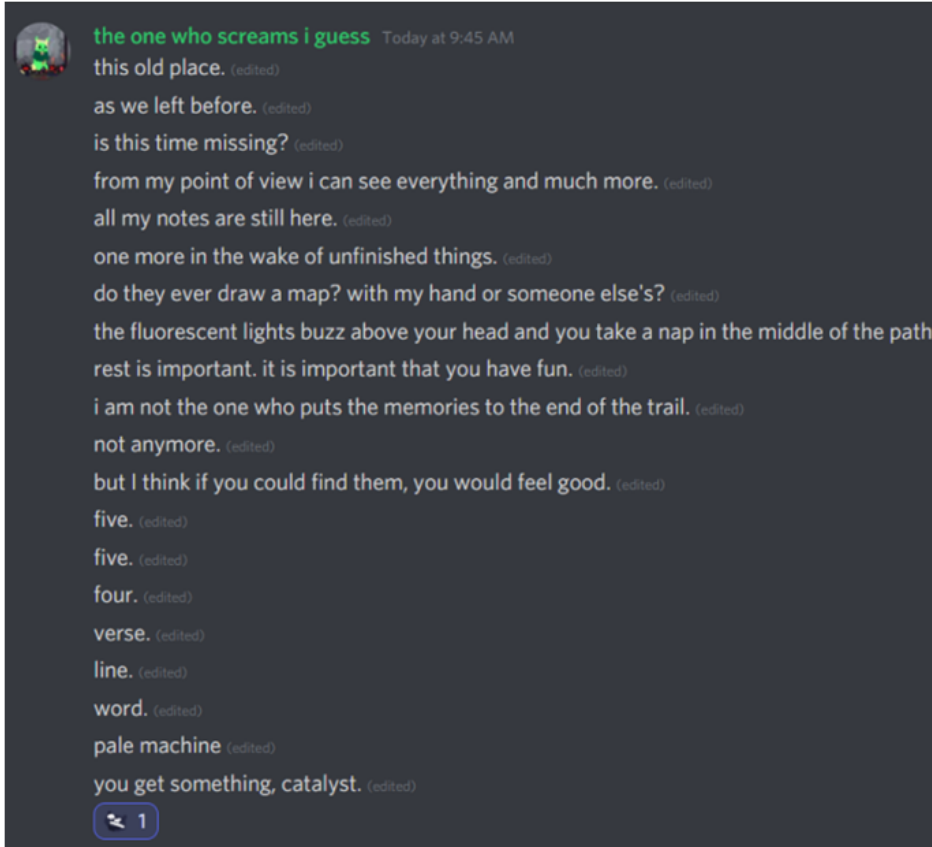 the one who screams i guess Today at 9:45 AM
this old place. (edited)
as we left before. (edited)
is this time missing? (edited)
from my point of view i can see everything and much more. (edited)
all my notes are still here. (edited)
one more in the wake of unfinished things. (edited)
do they ever draw a map? with my hand or someone else's? (edited)
the fluorescent lights buzz above your head and you take a nap in the middle of the path
rest is important. it is important that you have fun. (edited)
i am not the one who puts the memories to the end of the trail. (edited)
not anymore. (edited)
but I think if you could find them, you would feel good. (edited)
five. (edited)
five. (edited)
four. (edited)
verse. (edited)
line. (edited)
word. (edited)
pale machine (edited)
you get something, catalyst. (edited)
1